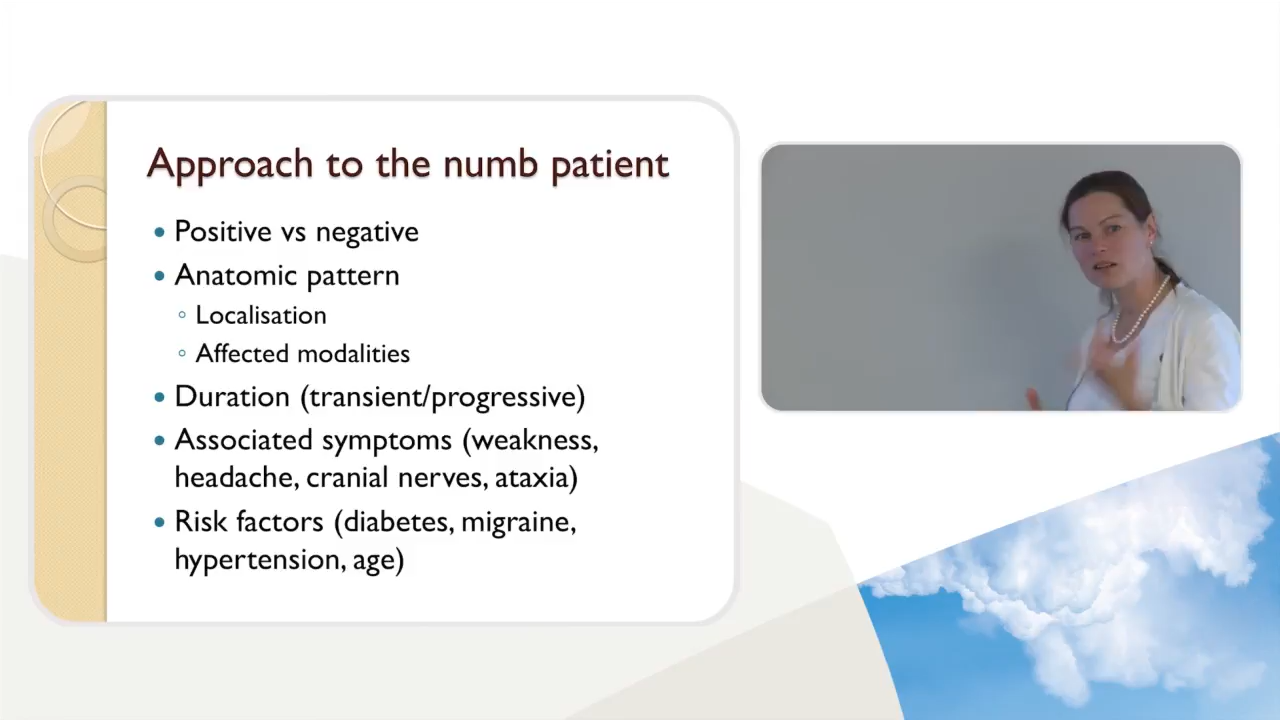 Approach to the numb patient
Positive vs negative
Anatomic pattern
Localisation
Affected modalities
Duration (transient/progressive)
Associated symptoms (weakness,
headache, cranial nerves, ataxia)
Risk factors (diabetes, migraine,
hypertension, age)